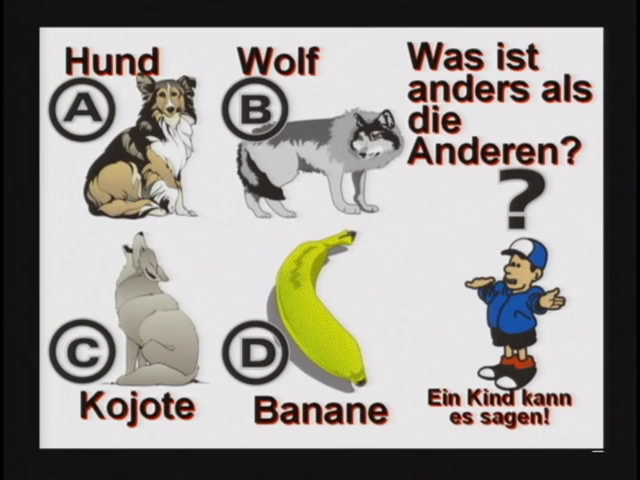 Hund
A
Wolf
B
Was ist
anders als
die
Anderen?
?
C
Kojote
D
Banane
Ein Kind kann
es sagen!